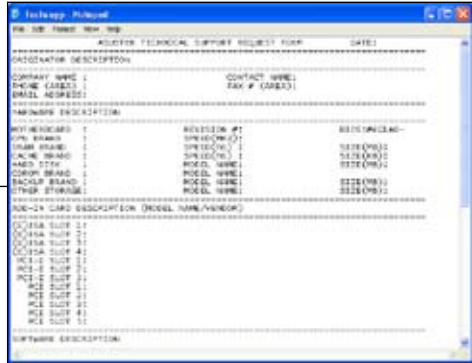 Techsupp - Notepad
File Edit Format View Help
ASUSTEK TECHNICAL SUPPORT REQUEST FORM DATE:
ORIGINATOR DESCRIPTION
COMPANY NAME : CONTACT NAME:
PHONE (AREA) : FAX # (AREA):
EMAIL ADDRESS:
HARDWARE DESCRIPTION
MOTHERBOARD : REVISION #:
CPU BRAND : SPEED(MHZ):
DRAM BRAND : SPEED(NS) : SIZE(MB):
CACHE BRAND : SPEED(NS) : SIZE(KB):
HARD DISK : MODEL NAME: SIZE(MB):
CDROM BRAND : MODEL NAME:
BACKUP BRAND : MODEL NAME: SIZE(MB):
OTHER STORAGE: MODEL NAME: SIZE(MB):
ADD-IN CARD DESCRIPTION (MODEL NAME/VENDOR)
ISA SLOT 1:
ISA SLOT 2:
ISA SLOT 3:
ISA SLOT 4:
PCI-E SLOT 1:
PCI-E SLOT 2:
PCI-E SLOT 3:
PCI SLOT 1:
PCI SLOT 2:
PCI SLOT 3:
PCI SLOT 4:
PCI SLOT 5:
SOFTWARE DESCRIPTION